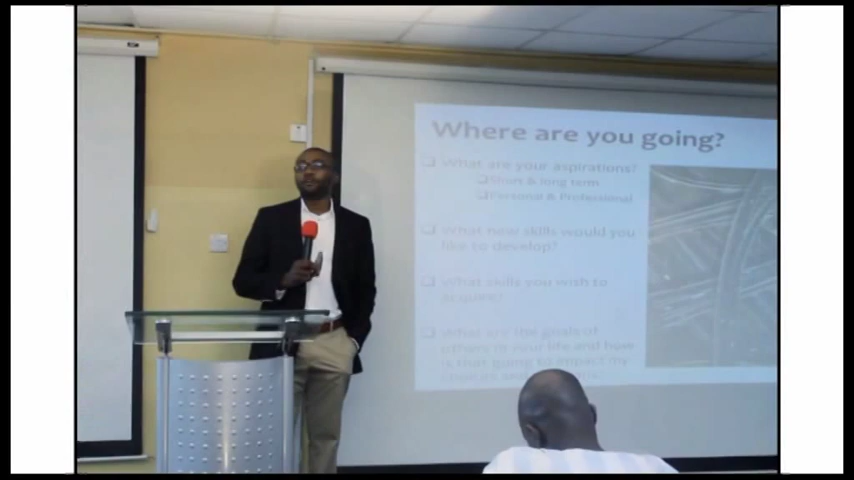 Where are you going?
❑ What are your aspirations?
❑ Short & long term
❑ Personal & Professional
❑ What new skills would you
like to develop?
❑ What skills you wish to
acquire?
❑ What are the goals of
others in your life and how
is that going to impact my